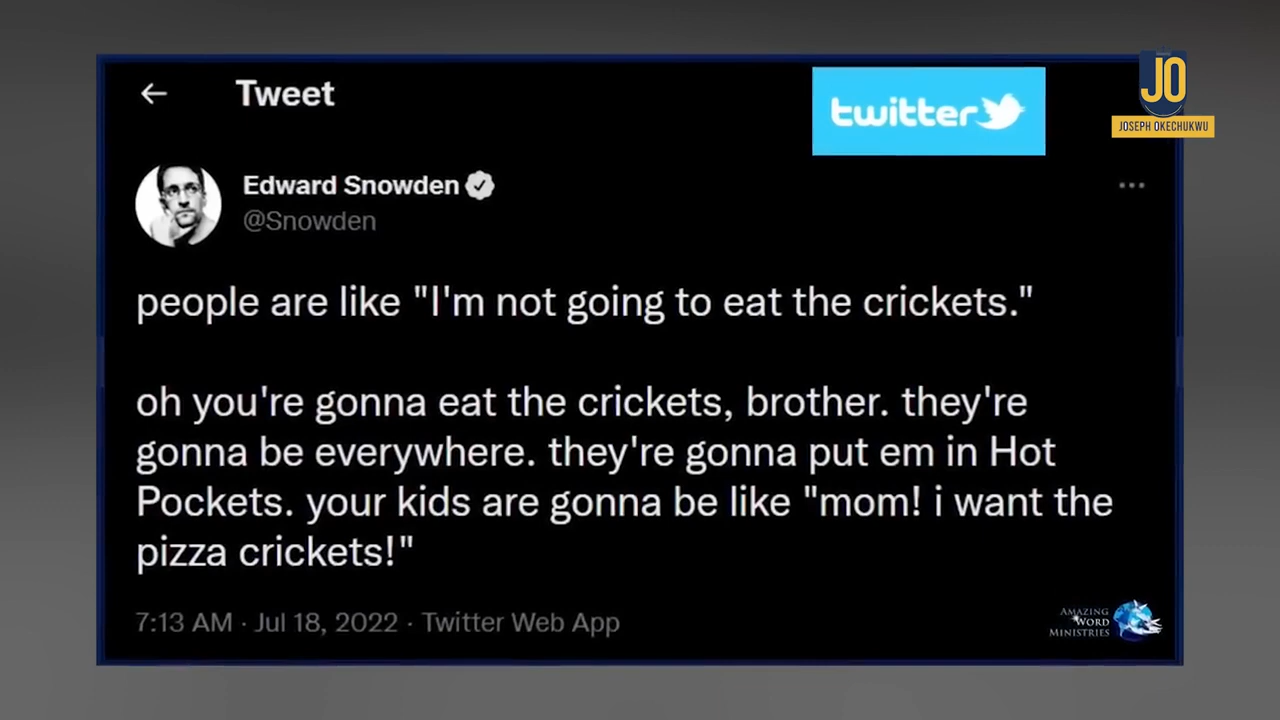 Tweet
twitter
JO
JOSEPH OKECHUKWU
Edward Snowden
@Snowden
people are like "I'm not going to eat the crickets."
oh you're gonna eat the crickets, brother. they're
gonna be everywhere. they're gonna put em in Hot
Pockets. your kids are gonna be like "mom! i want the
pizza crickets!"
7:13 AM · Jul 18, 2022 · Twitter Web App
AMAZING
WORD
MINISTRIES